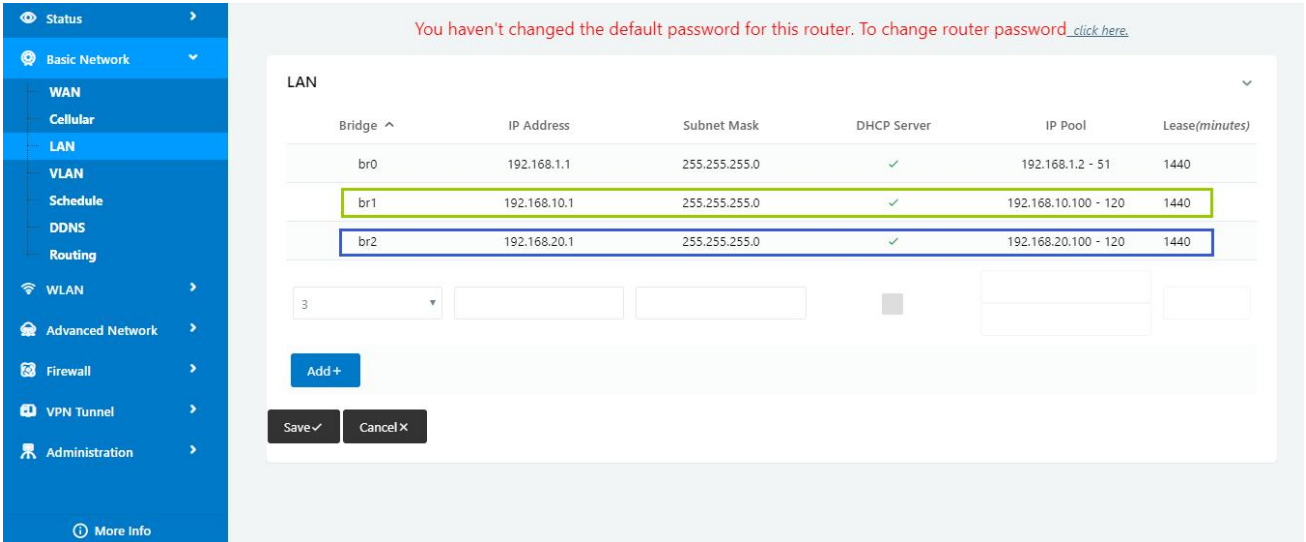 Status
You haven't changed the default password for this router. To change router password click here.
Basic Network
WAN
Cellular
LAN
VLAN
Schedule
DDNS
Routing
WLAN
Advanced Network
Firewall
VPN Tunnel
Administration
More Info
LAN
Bridge IP Address Subnet Mask DHCP Server IP Pool Lease(minutes)
br0 192.168.1.1 255.255.255.0 192.168.1.2 - 51 1440
br1 192.168.10.1 255.255.255.0 192.168.10.100 - 120 1440
br2 192.168.20.1 255.255.255.0 192.168.20.100 - 120 1440
3
Add+
Save Cancel